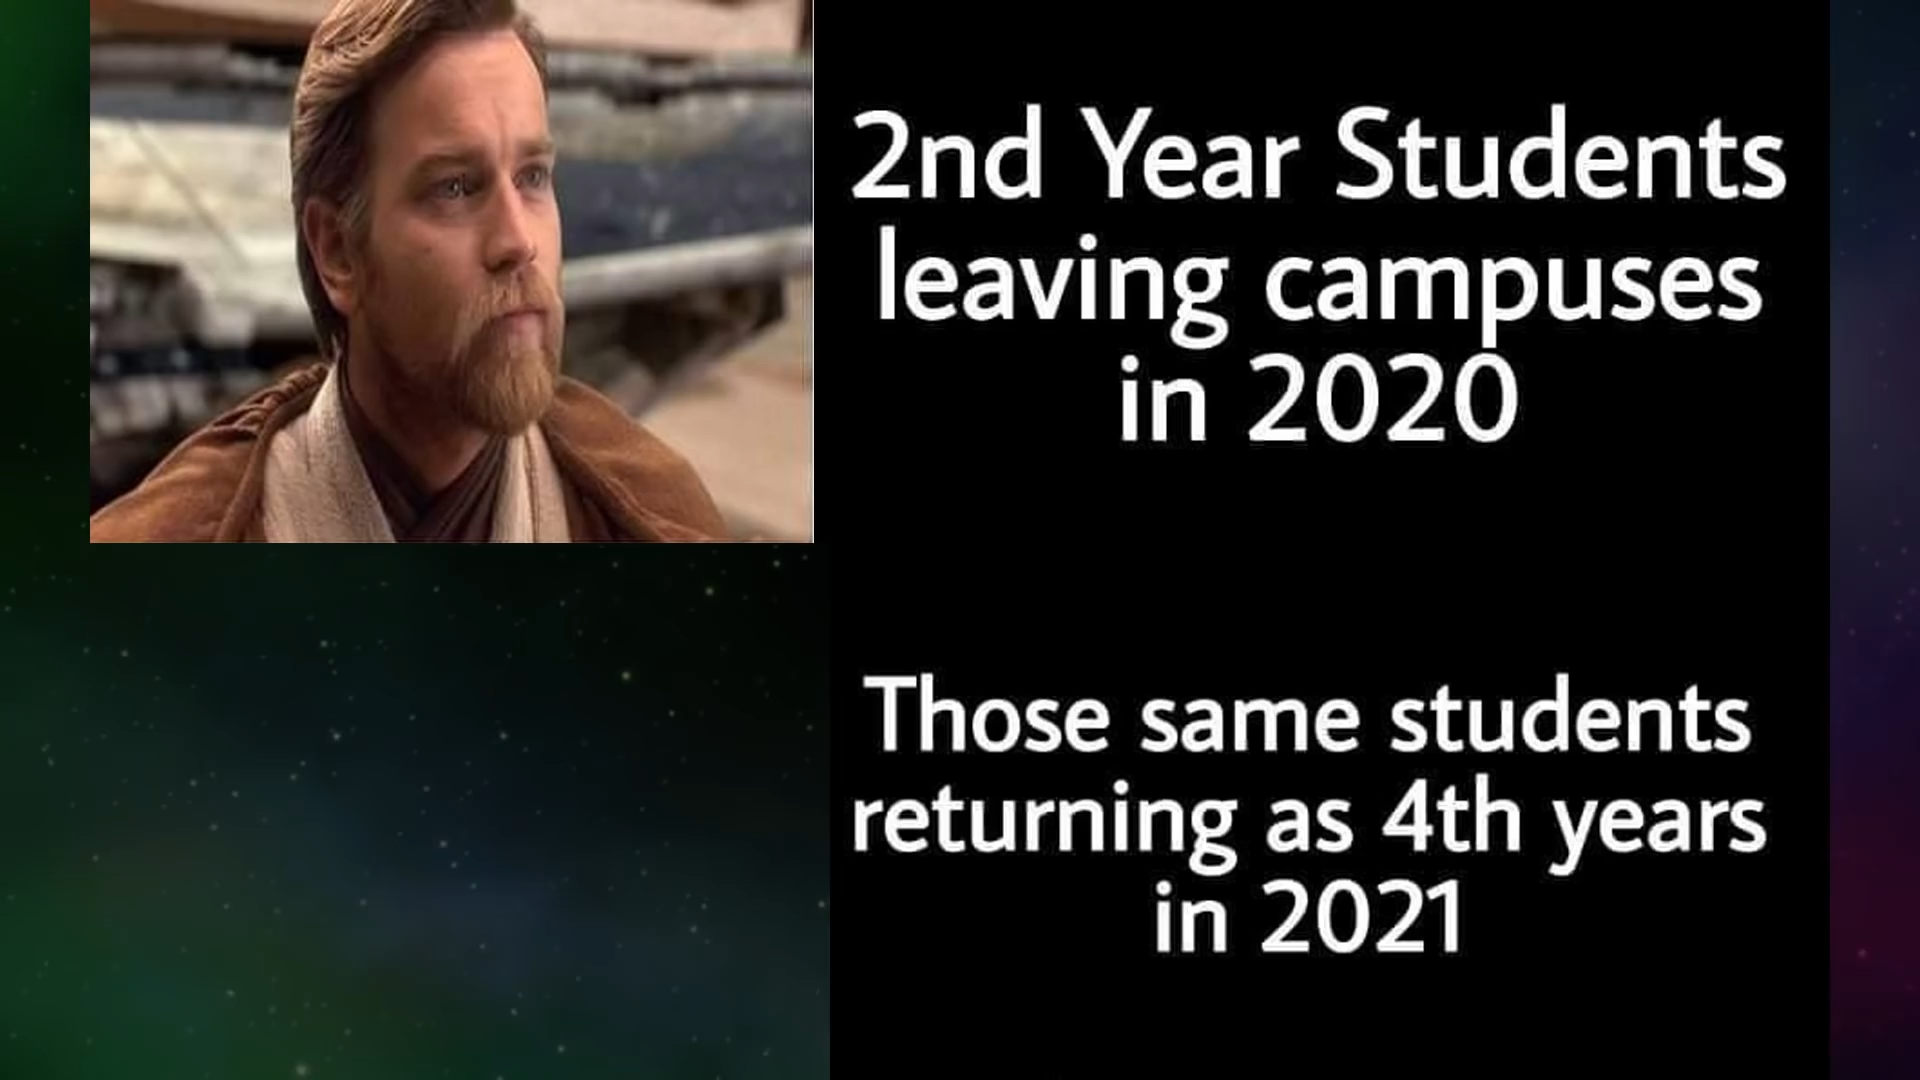 2nd Year Students
leaving campuses
in 2020
Those same students
returning as 4th years
in 2021